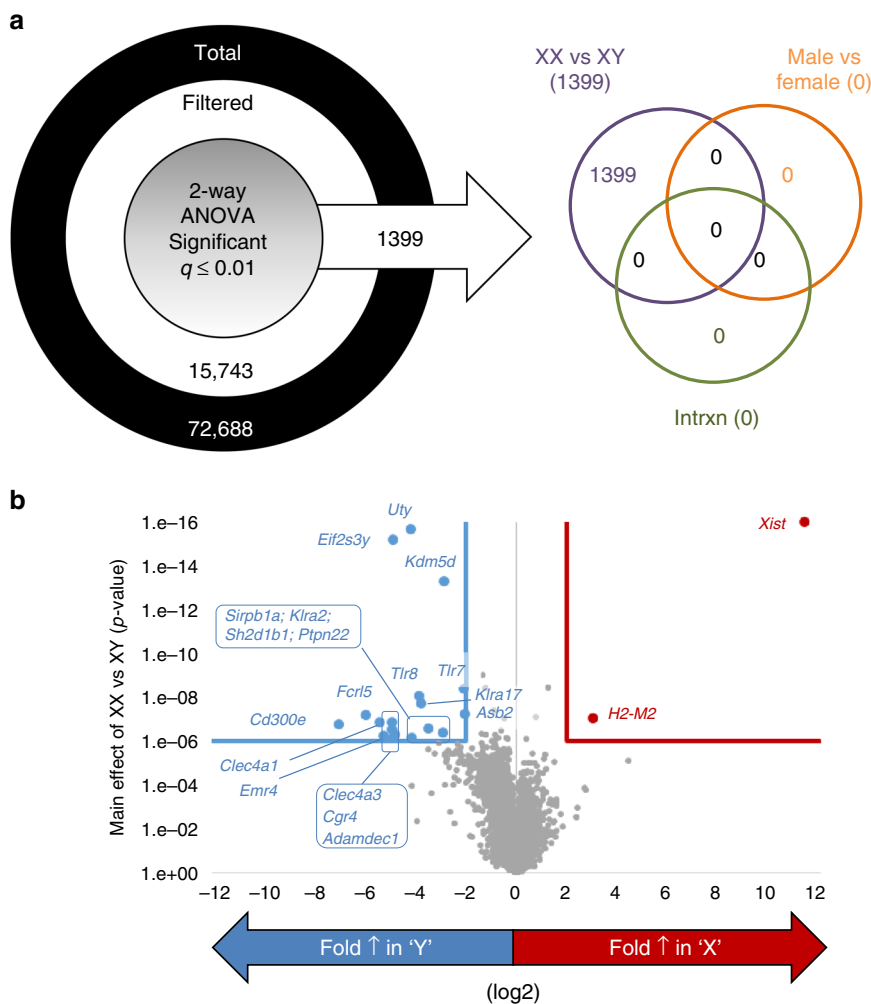 a
Total
Filtered
2-way
ANOVA
Significant
q ≤ 0.01
1399
15,743
72,688
XX vs XY
(1399)
Male vs
female (0)
1399
0
0
0
0
0
0
Intrxn (0)
b
Main effect of XX vs XY (p-value)
1.e–16
1.e–14
1.e–12
1.e–10
1.e–08
1.e–06
1.e–04
1.e–02
1.e+00
Uty
Eif2s3y
Kdm5d
Xist
Sirpb1a; Klra2;
Sh2d1b1; Ptpn22
Tlr8
Tlr7
Fcrl5
Klra17
Asb2
H2-M2
Cd300e
Clec4a1
Emr4
Clec4a3
Cgr4
Adamdec1
–12 –10 –8 –6 –4 –2 0 2 4 6 8 10 12
Fold ↑ in ‘Y’
Fold ↑ in ‘X’
(log2)